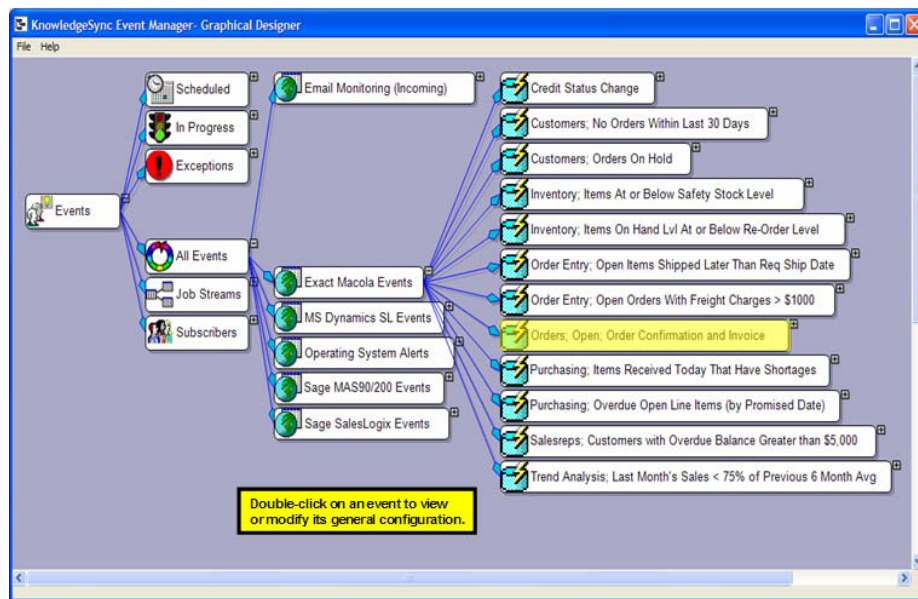 KnowledgeSync Event Manager- Graphical Designer
File Help
Scheduled
In Progress
Exceptions
Events
All Events
Job Streams
Subscribers
Email Monitoring (Incoming)
Exact Macola Events
MS Dynamics SL Events
Operating System Alerts
Sage MAS90/200 Events
Sage SalesLogix Events
Credit Status Change
Customers; No Orders Within Last 30 Days
Customers; Orders On Hold
Inventory; Items At or Below Safety Stock Level
Inventory; Items On Hand Lvl At or Below Re-Order Level
Order Entry; Open Items Shipped Later Than Req Ship Date
Order Entry; Open Orders With Freight Charges > $1000
Orders; Open; Order Confirmation and Invoice
Purchasing; Items Received Today That Have Shortages
Purchasing; Overdue Open Line Items (by Promised Date)
Salesreps; Customers with Overdue Balance Greater than $5,000
Trend Analysis; Last Month's Sales < 75% of Previous 6 Month Avg
Double-click on an event to view
or modify its general configuration.